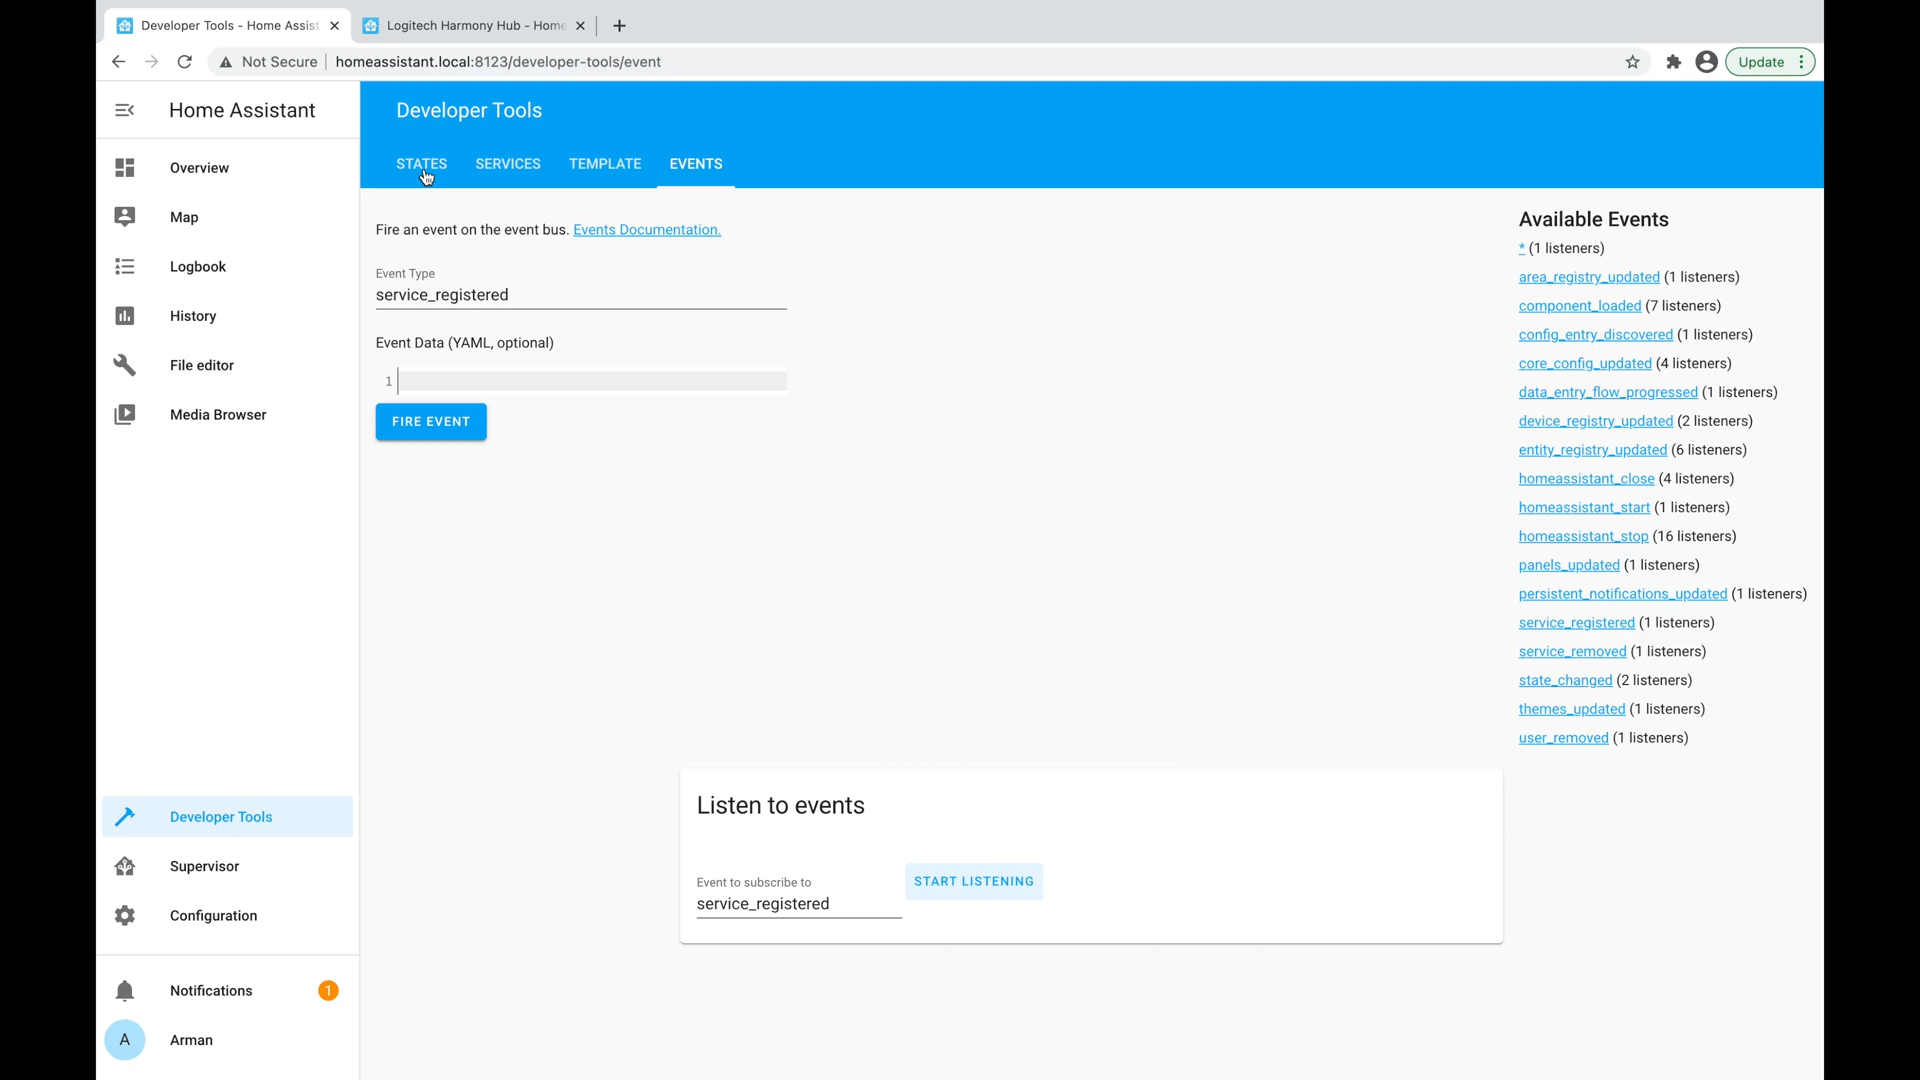 Developer Tools - Home Assist
Logitech Harmony Hub - Home
Not Secure
homeassistant.local:8123/developer-tools/event
Update
Home Assistant
Overview
Map
Logbook
History
File editor
Media Browser
Developer Tools
Supervisor
Configuration
Notifications
1
A
Arman
Developer Tools
STATES
SERVICES
TEMPLATE
EVENTS
Fire an event on the event bus. Events Documentation.
Event Type
service_registered
Event Data (YAML, optional)
1
FIRE EVENT
Available Events
* (1 listeners)
area_registry_updated (1 listeners)
component_loaded (7 listeners)
config_entry_discovered (1 listeners)
core_config_updated (4 listeners)
data_entry_flow_progressed (1 listeners)
device_registry_updated (2 listeners)
entity_registry_updated (6 listeners)
homeassistant_close (4 listeners)
homeassistant_start (1 listeners)
homeassistant_stop (16 listeners)
panels_updated (1 listeners)
persistent_notifications_updated (1 listeners)
service_registered (1 listeners)
service_removed (1 listeners)
state_changed (2 listeners)
themes_updated (1 listeners)
user_removed (1 listeners)
Listen to events
Event to subscribe to
service_registered
START LISTENING